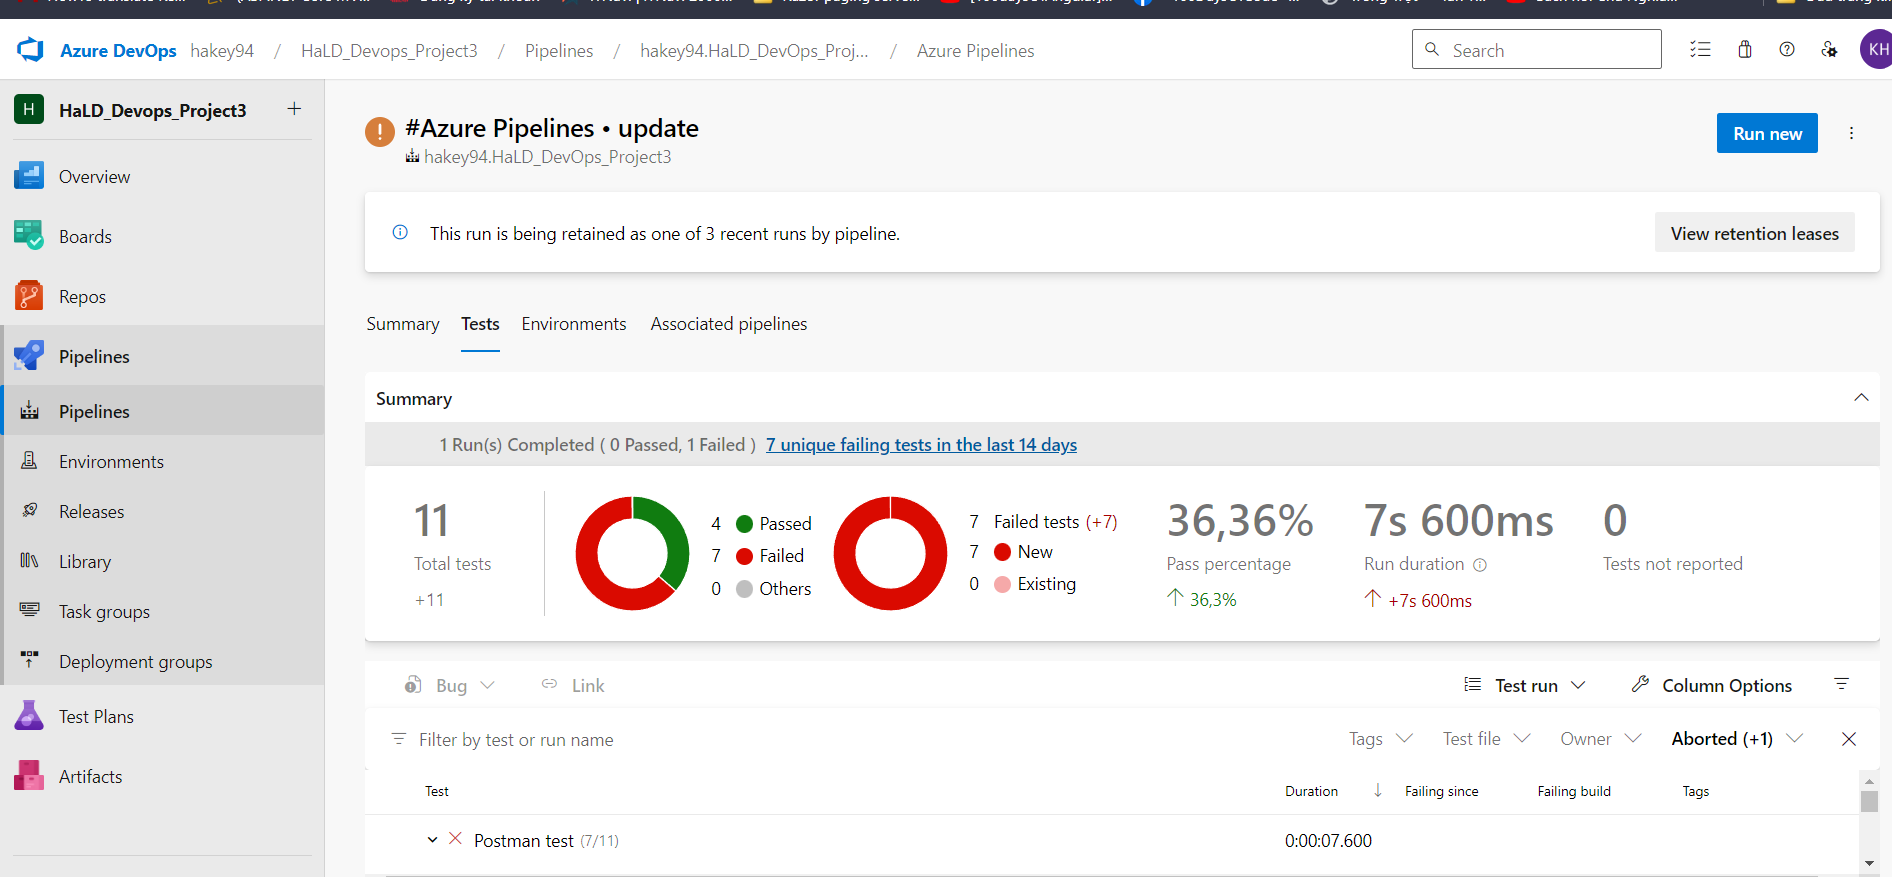 Azure DevOps hakey94 / HaLD_Devops_Project3 / Pipelines / hakey94.HaLD_DevOps_Proj... / Azure Pipelines
Search
KH
H HaLD_Devops_Project3 +
Overview
Boards
Repos
Pipelines
Pipelines
Environments
Releases
Library
Task groups
Deployment groups
Test Plans
Artifacts
#Azure Pipelines • update
hakey94.HaLD_DevOps_Project3
Run new
This run is being retained as one of 3 recent runs by pipeline.
View retention leases
Summary Tests Environments Associated pipelines
Summary
1 Run(s) Completed ( 0 Passed, 1 Failed ) 7 unique failing tests in the last 14 days
11
Total tests
+11
4 Passed
7 Failed
0 Others
7 Failed tests (+7)
7 New
0 Existing
36,36%
Pass percentage
36,3%
7s 600ms
Run duration
+7s 600ms
0
Tests not reported
Bug
Link
Test run
Column Options
Filter by test or run name
Tags
Test file
Owner
Aborted (+1)
Test Duration Failing since Failing build Tags
Postman test (7/11) 0:00:07.600